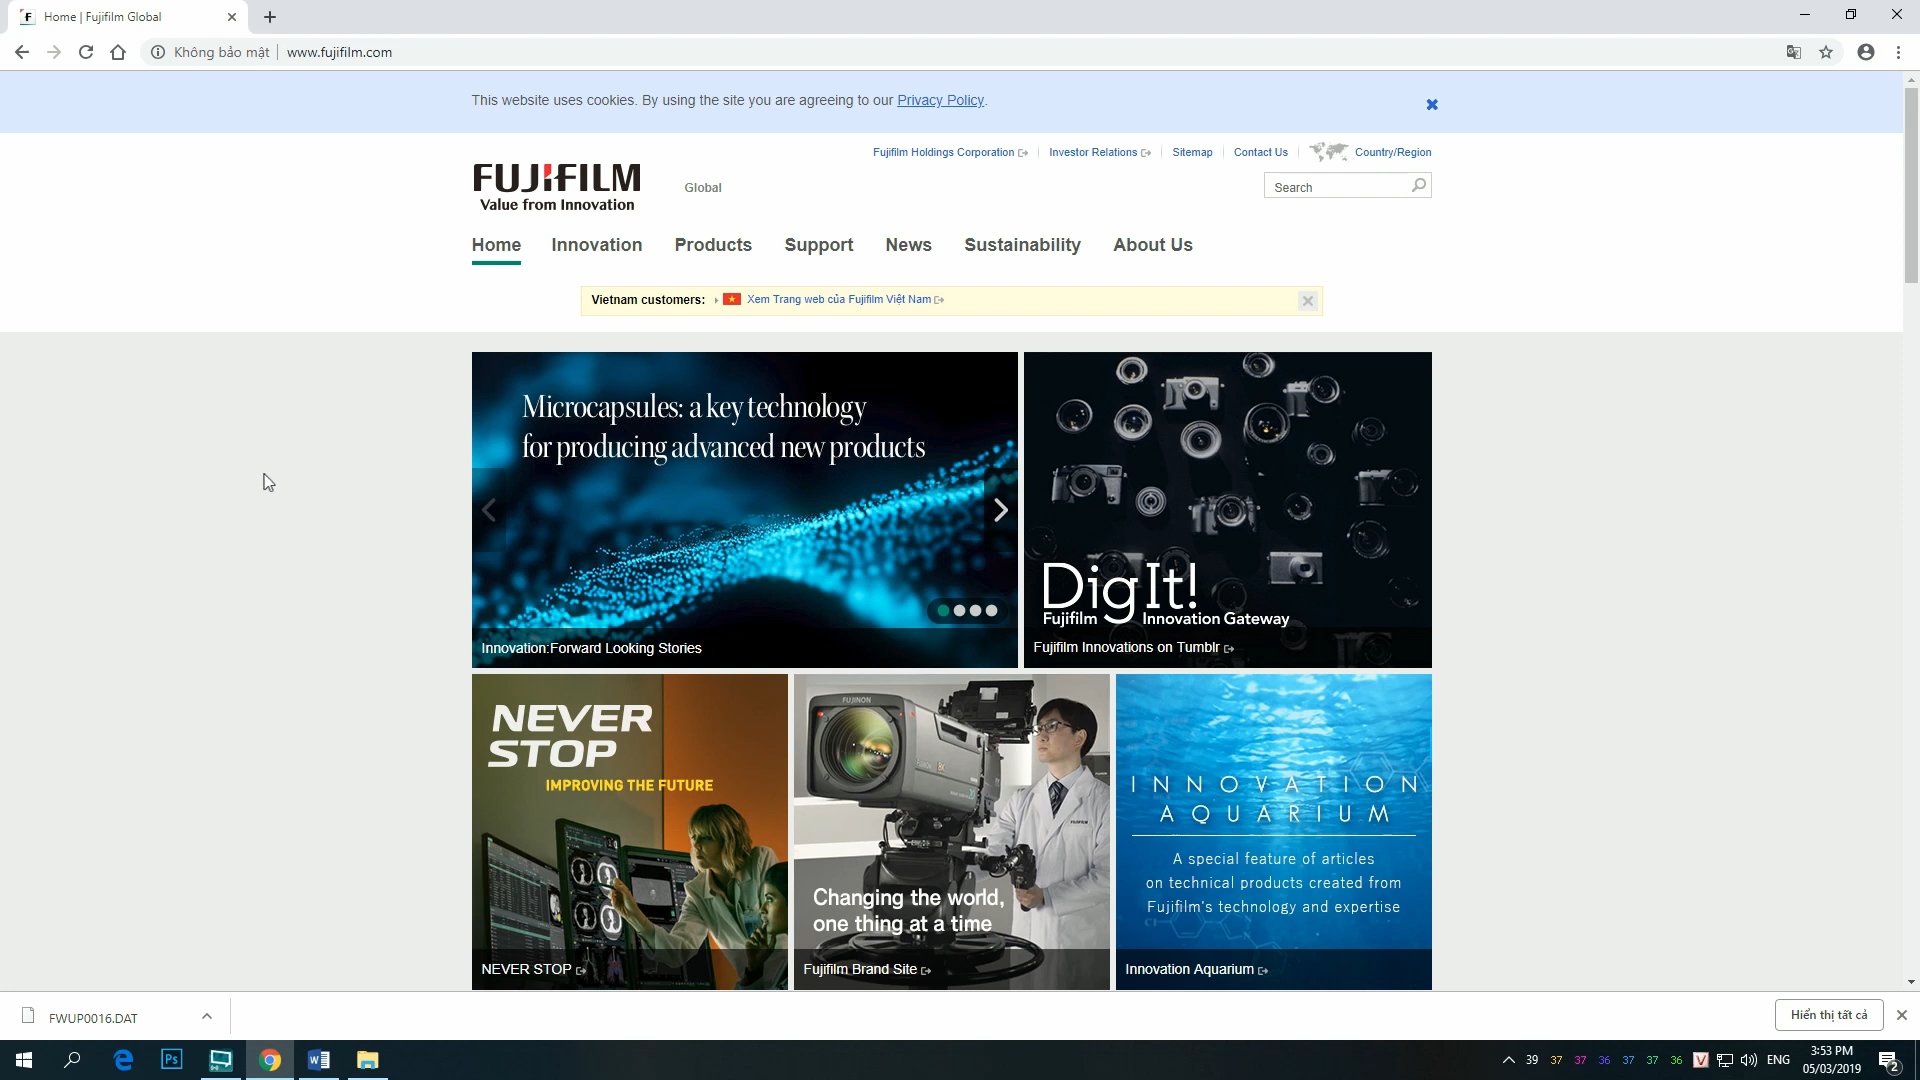 Home | Fujifilm Global
Không bảo mật | www.fujifilm.com
This website uses cookies. By using the site you are agreeing to our Privacy Policy.
Fujifilm Holdings Corporation
Investor Relations
Sitemap
Contact Us
Country/Region
FUJIFILM
Value from Innovation
Global
Search
Home
Innovation
Products
Support
News
Sustainability
About Us
Vietnam customers:
Xem Trang web của Fujifilm Việt Nam
Microcapsules: a key technology
for producing advanced new products
Innovation:Forward Looking Stories
Dig It!
Fujifilm Innovation Gateway
Fujifilm Innovations on Tumblr
NEVER
STOP
IMPROVING THE FUTURE
NEVER STOP
FUJINON
Changing the world,
one thing at a time
Fujifilm Brand Site
INNOVATION
AQUARIUM
A special feature of articles
on technical products created from
Fujifilm's technology and expertise
Innovation Aquarium
FWUP0016.DAT
Hiển thị tất cả
Ps
39 37 37 36 37 37 36
V
ENG
3:53 PM
05/03/2019
2